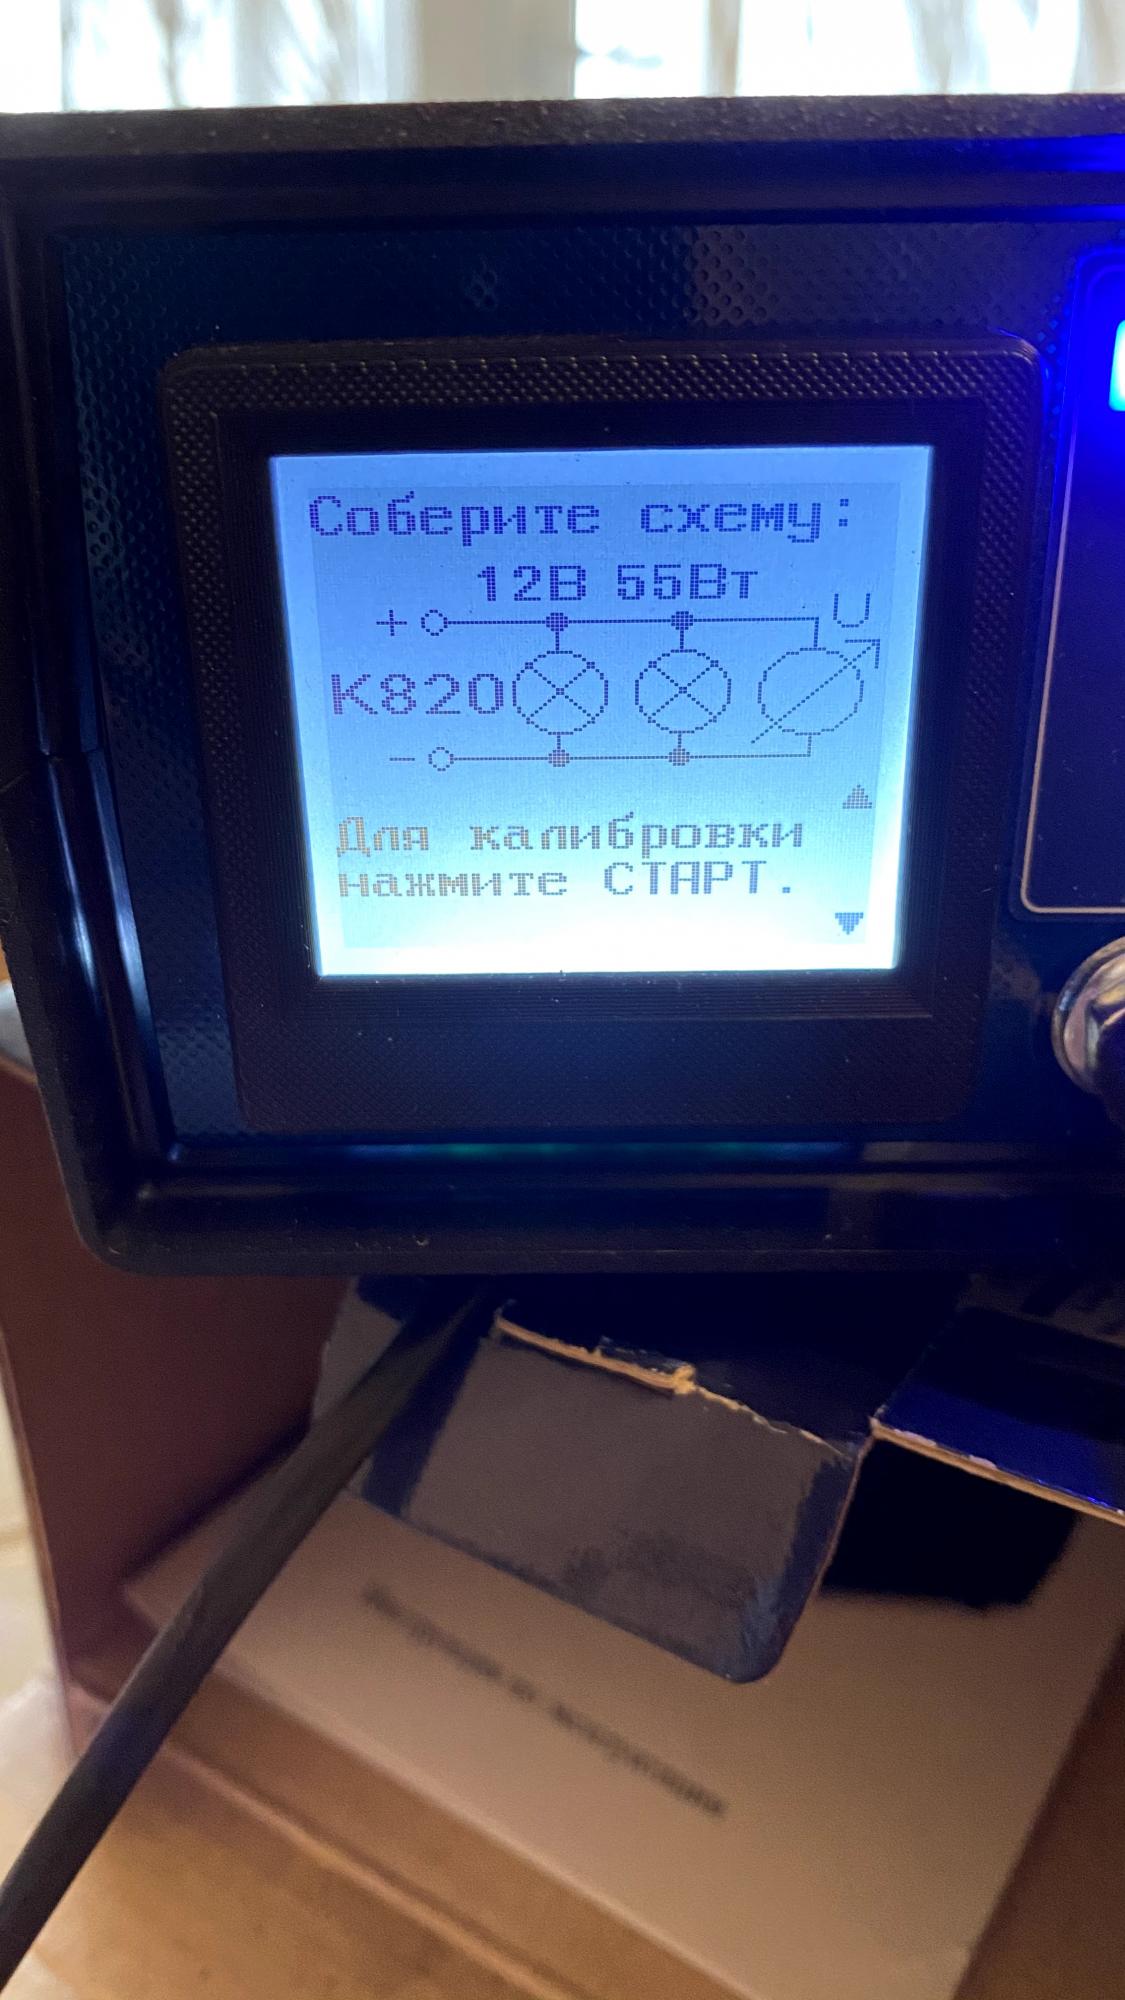 Соберите схему:
12В 55Вт
+ U
К820
−
Для калибровки
нажмите СТАРТ.